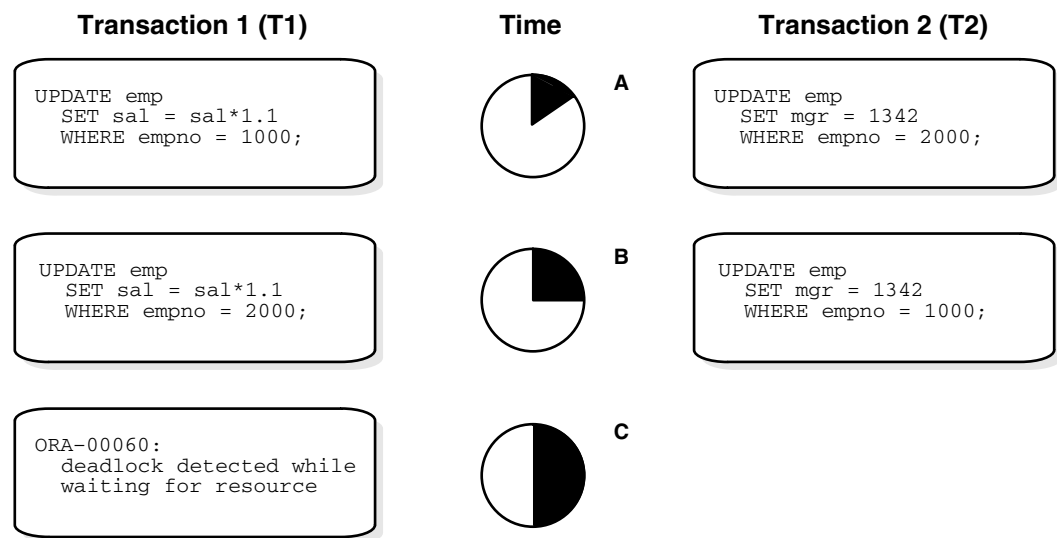 Transaction 1 (T1)
Time
Transaction 2 (T2)
UPDATE emp
SET sal = sal*1.1
WHERE empno = 1000;
A
UPDATE emp
SET mgr = 1342
WHERE empno = 2000;
UPDATE emp
SET sal = sal*1.1
WHERE empno = 2000;
B
UPDATE emp
SET mgr = 1342
WHERE empno = 1000;
ORA-00060:
deadlock detected while
waiting for resource
C